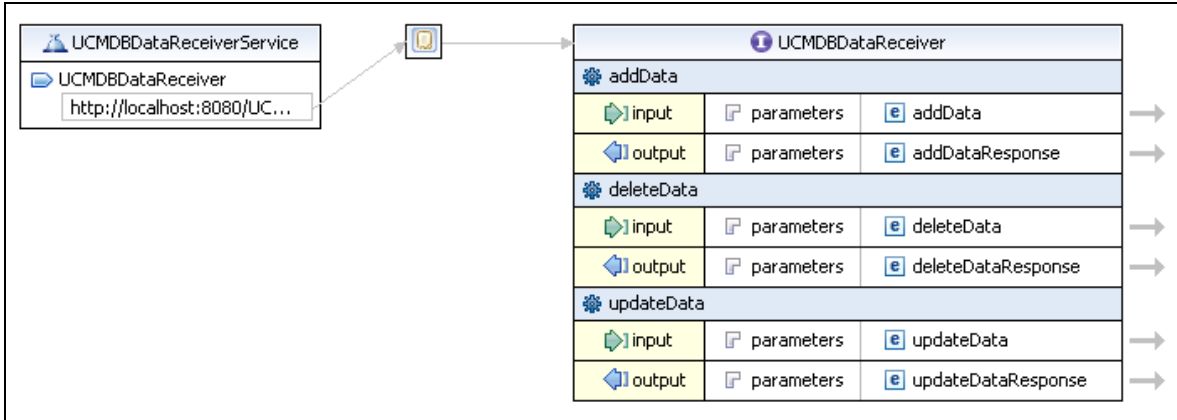 UCMDBDataReceiverService
UCMDBDataReceiver
http://localhost:8080/UC...
UCMDBDataReceiver
addData
input parameters e addData
output parameters e addDataResponse
deleteData
input parameters e deleteData
output parameters e deleteDataResponse
updateData
input parameters e updateData
output parameters e updateDataResponse